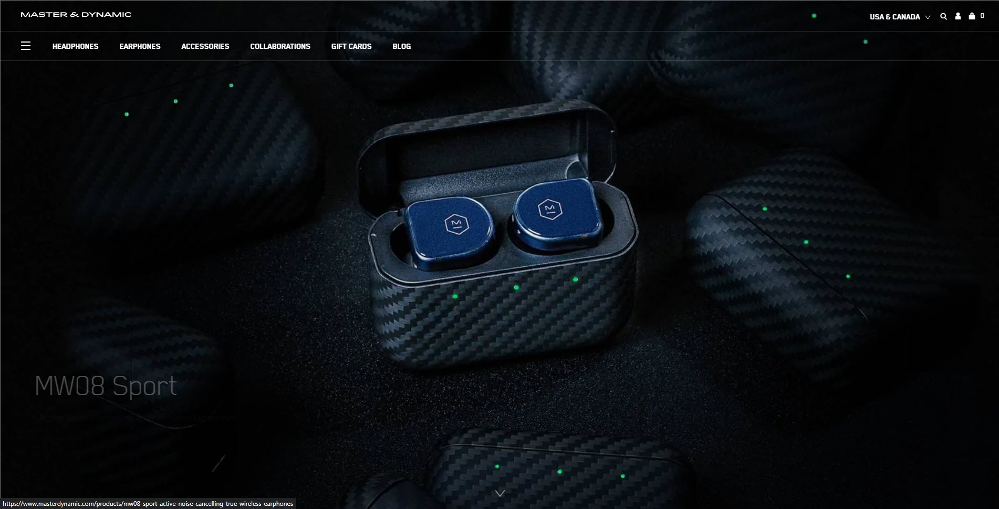 MASTER & DYNAMIC
USA & CANADA
0
HEADPHONES
EARPHONES
ACCESSORIES
COLLABORATIONS
GIFT CARDS
BLOG
M
M
MW08 Sport
Active Noise-Cancelling True Wireless Earphones
https://www.masterdynamic.com/products/mw08-sport-active-noise-cancelling-true-wireless-earphones